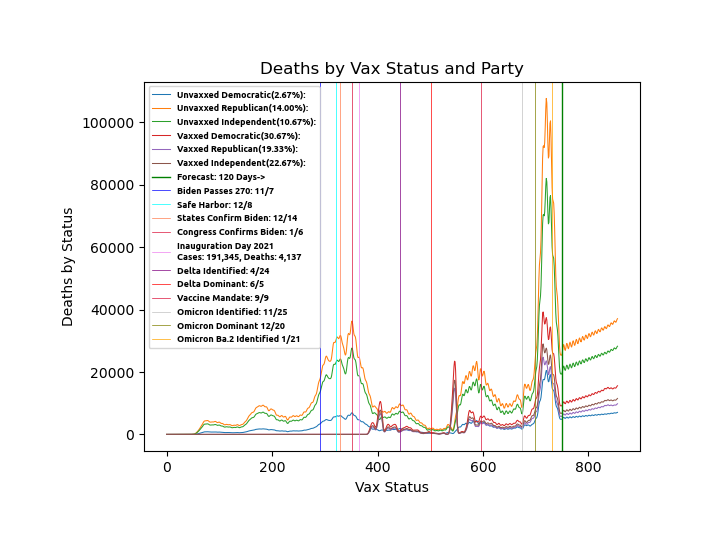 Deaths by Vax Status and Party
Deaths by Status
100000
80000
60000
40000
20000
0
Unvaxxed Democratic(2.67%):
Unvaxxed Republican(14.00%):
Unvaxxed Independent(10.67%):
Vaxxed Democratic(30.67%):
Vaxxed Republican(19.33%):
Vaxxed Independent(22.67%):
Forecast: 120 Days->
Biden Passes 270: 11/7
Safe Harbor: 12/8
States Confirm Biden: 12/14
Congress Confirms Biden: 1/6
Inauguration Day 2021
Cases: 191,345, Deaths: 4,137
Delta Identified: 4/24
Delta Dominant: 6/5
Vaccine Mandate: 9/9
Omicron Identified: 11/25
Omicron Dominant 12/20
Omicron Ba.2 Identified 1/21
0 200 400 600 800
Vax Status